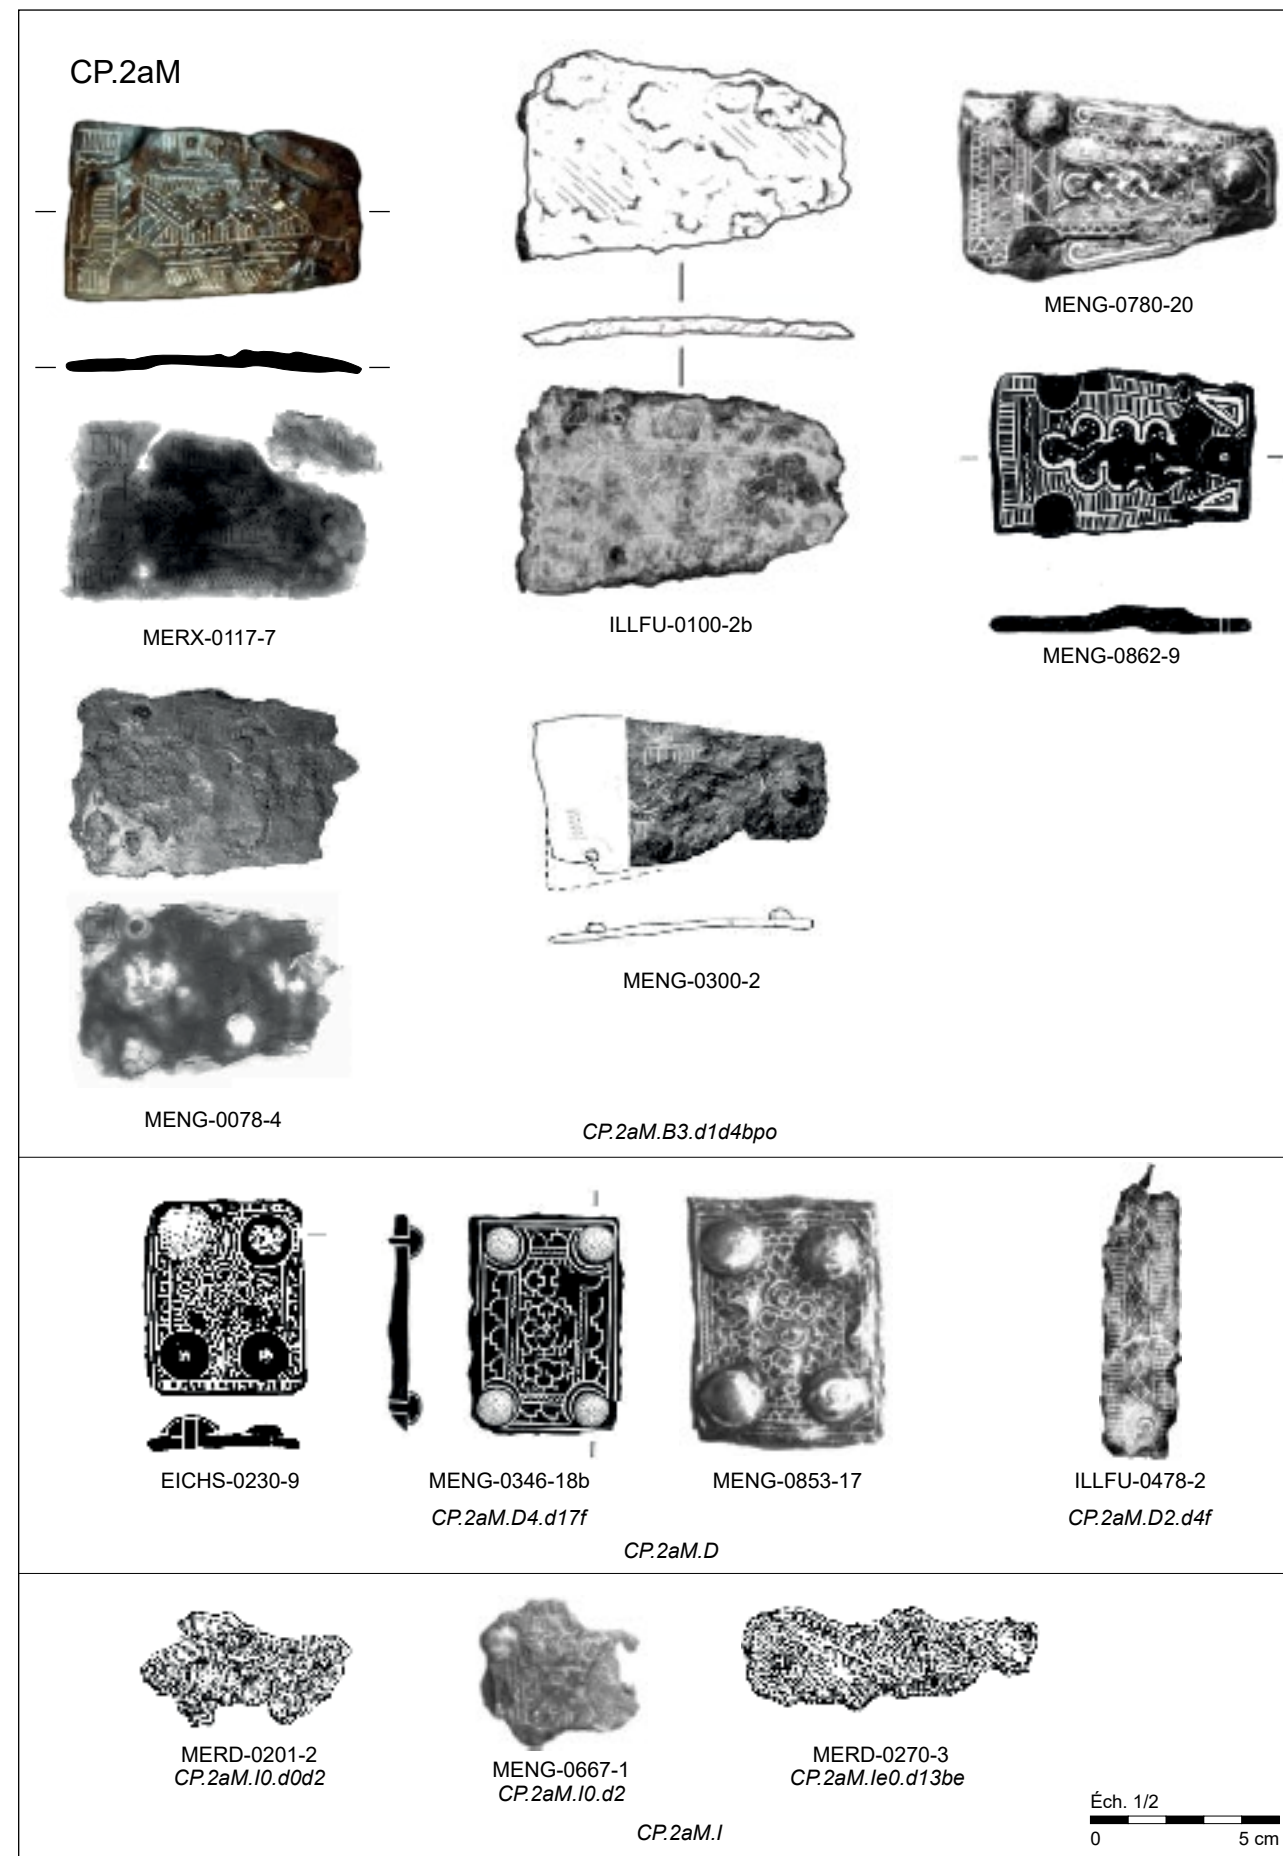 CP.2aM
MENG-0780-20
MERX-0117-7
ILLFU-0100-2b
MENG-0862-9
MENG-0300-2
MENG-0078-4
CP.2aM.B3.d1d4bpo
EICHS-0230-9
MENG-0346-18b
MENG-0853-17
ILLFU-0478-2
CP.2aM.D4.d17f
CP.2aM.D2.d4f
CP.2aM.D
MERD-0201-2
CP.2aM.I0.d0d2
MENG-0667-1
CP.2aM.I0.d2
MERD-0270-3
CP.2aM.Ie0.d13be
CP.2aM.I
Éch. 1/2
0 5 cm